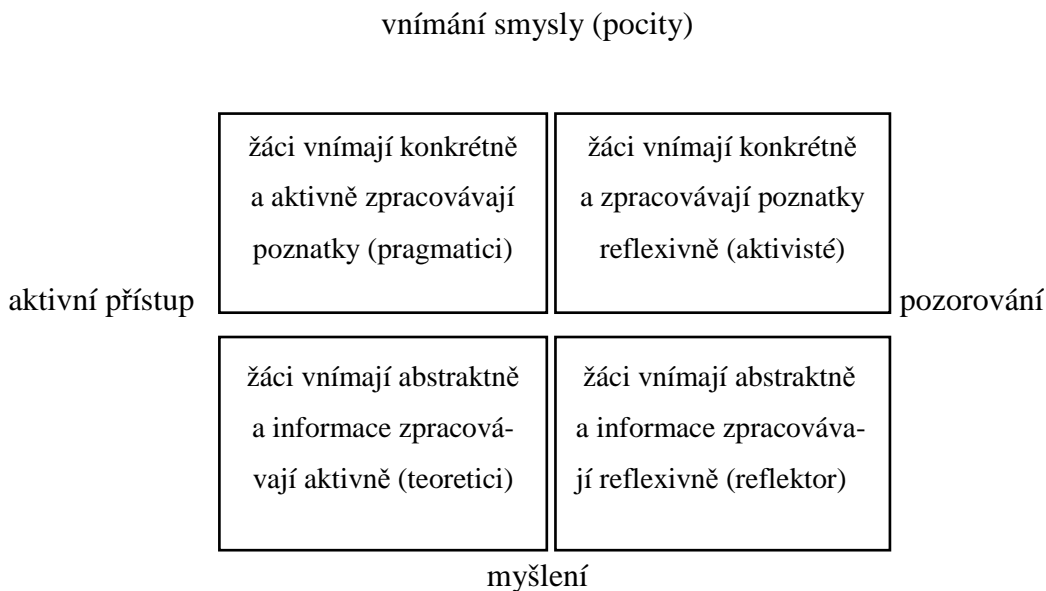 vnímání smysly (pocity)
žáci vnímají konkrétně
a aktivně zpracovávají
poznatky (pragmatici)
žáci vnímají konkrétně
a zpracovávají poznatky
reflexivně (aktivisté)
aktivní přístup
pozorování
žáci vnímají abstraktně
a informace zpracová-
vají aktivně (teoretici)
žáci vnímají abstraktně
a informace zpracováva-
jí reflexivně (reflektor)
myšlení